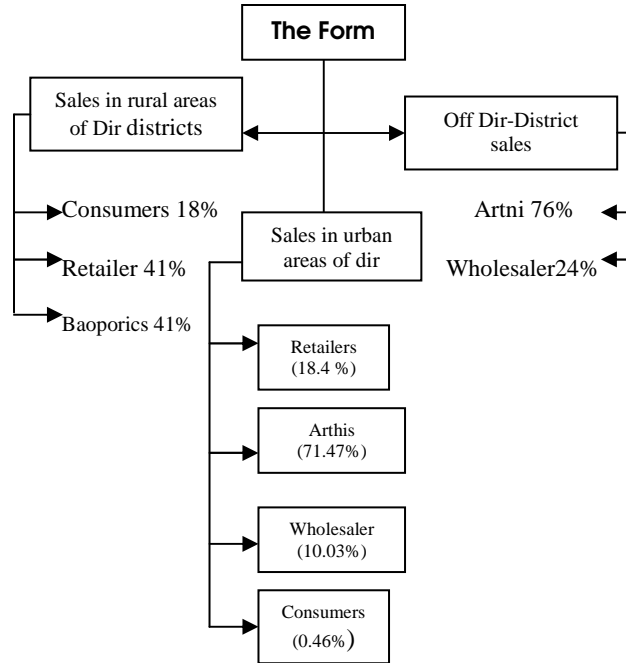 The Form
Sales in rural areas
of Dir districts
Off Dir-District
sales
Consumers 18%
Retailer 41%
Baoporics 41%
Sales in urban
areas of dir
Artni 76%
Wholesaler24%
Retailers
(18.4 %)
Arthis
(71.47%)
Wholesaler
(10.03%)
Consumers
(0.46%)